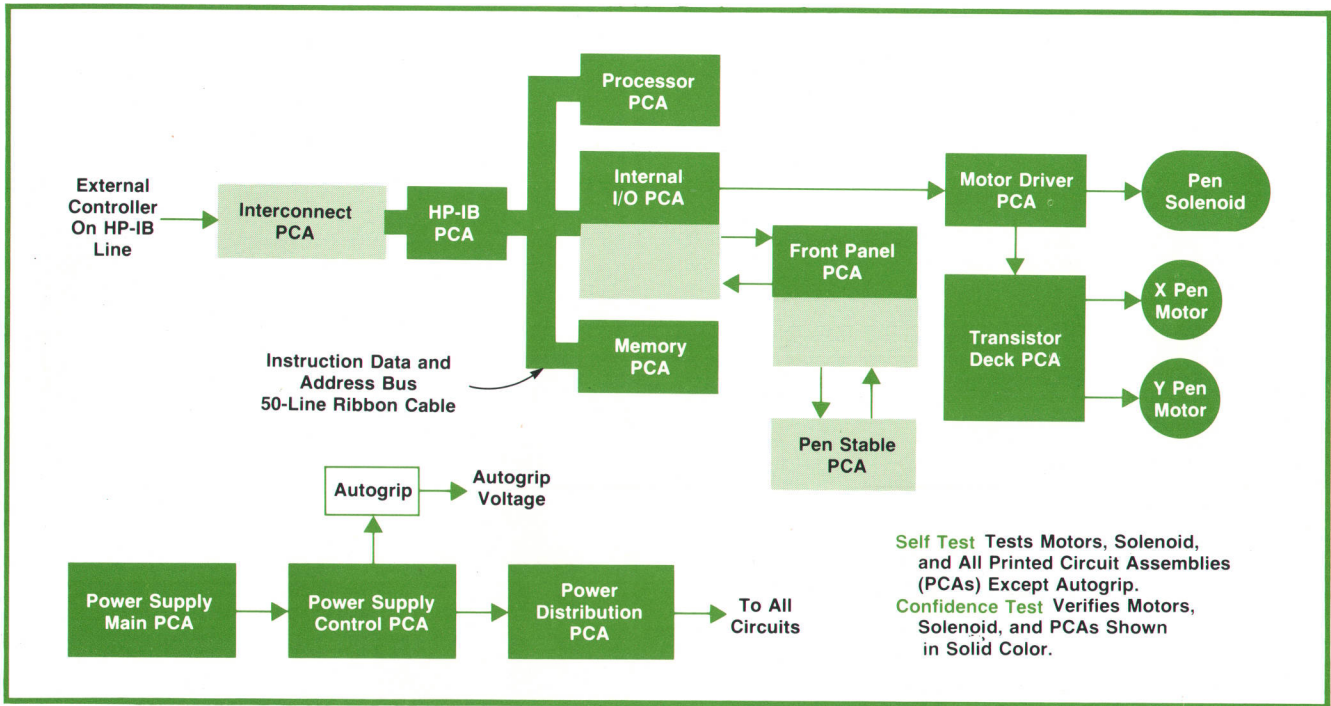 Processor
PCA
External
Controller
On HP-IB
Line
Interconnect
PCA
HP-IB
PCA
Internal
I/O PCA
Front Panel
PCA
Motor Driver
PCA
Pen
Solenoid
X Pen
Motor
Transistor
Deck PCA
Y Pen
Motor
Memory
PCA
Instruction Data and
Address Bus
50-Line Ribbon Cable
Pen Stable
PCA
Autogrip
Autogrip
Voltage
Power Supply
Main PCA
Power Supply
Control PCA
Power
Distribution
PCA
To All
Circuits
Self Test Tests Motors, Solenoid,
and All Printed Circuit Assemblies
(PCAs) Except Autogrip.
Confidence Test Verifies Motors,
Solenoid, and PCAs Shown
in Solid Color.